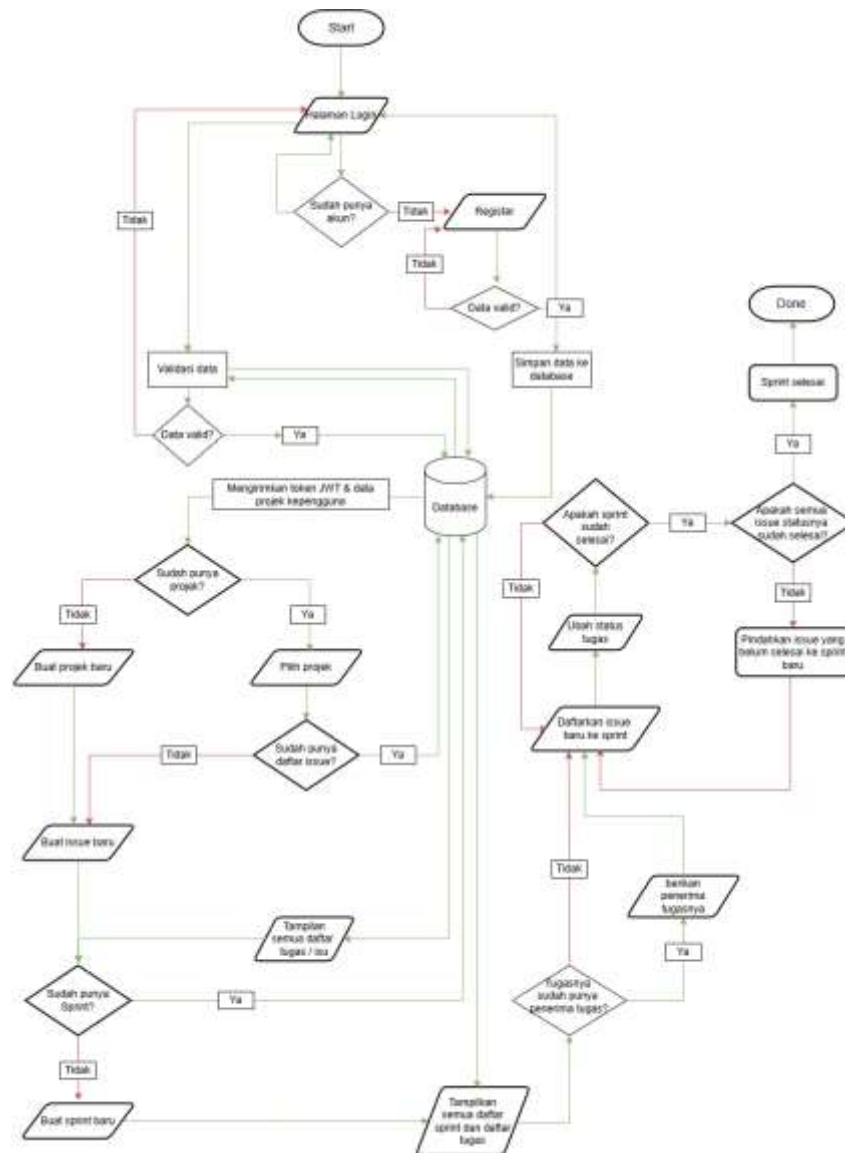 Start
Halaman Login
Sudah punya
akun?
Tidak
Register
Tidak
Tidak
Data valid?
Ya
Done
Validasi data
Simpan data ke
database
Sprint selesai
Data valid?
Ya
Ya
Mengirimkan token JWT & data
projek kepengguna
Database
Apakah sprint
sudah
selesai?
Ya
Apakah semua
issue statusnya
sudah selesai?
Sudah punya
projek?
Tidak
Tidak
Tidak
Ya
Ubah status
tugas
Pindahkan issue yang
belum selesai ke sprint
baru
Buat projek baru
Pilih projek
Daftarkan issue
baru ke sprint
Tidak
Sudah punya
daftar issue?
Ya
Buat issue baru
Tidak
berikan
penerima
tugasnya
Tampilan
semua daftar
tugas / isu
Ya
Sudah punya
Sprint?
Ya
Tugasnya
sudah punya
penerima tugas?
Tidak
Buat sprint baru
Tampilkan
semua daftar
sprint dan daftar
tugas